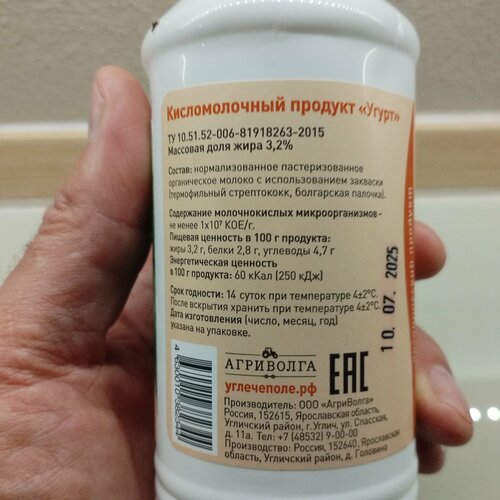 Кисломолочный продукт «Угурт»
ТУ 10.51.52-006-81918263-2015
Массовая доля жира 3,2%
Состав: нормализованное пастеризованное
органическое молоко с использованием закваски
(термофильный стрептококк, болгарская палочка).
Содержание молочнокислых микроорганизмов -
не менее 1х10⁷ КОЕ/г.
Пищевая ценность в 100 г продукта:
жиры 3,2 г, белки 2,8 г, углеводы 4,7 г
Энергетическая ценность
в 100 г продукта: 60 кКал (250 кДж)
Срок годности: 14 суток при температуре 4±2°С.
После вскрытия хранить при температуре 4±2°С.
Дата изготовления (число, месяц, год)
указана на упаковке.
АГРИВОЛГА
углечеполе.рф
ЕАС
Производитель: ООО «АгриВолга»
Россия, 152615, Ярославская область,
Угличский район, г.Углич, ул. Спасская,
д. 11а. Тел: +7 (48532) 9-00-00
Произведено: Россия, 152640, Ярославская
область, Угличский район, д. Головино
10. 07. 2025